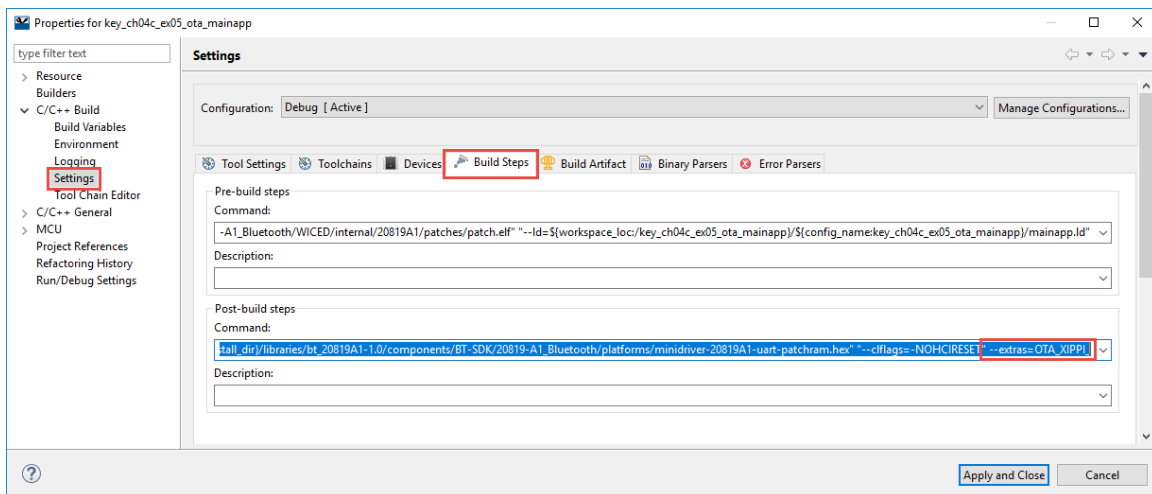 Properties for key_ch04c_ex05_ota_mainapp
type filter text
Settings
Resource
Builders
C/C++ Build
Build Variables
Environment
Logging
Settings
Tool Chain Editor
C/C++ General
MCU
Project References
Refactoring History
Run/Debug Settings
Configuration: Debug [ Active ] Manage Configurations...
Tool Settings Toolchains Devices Build Steps Build Artifact Binary Parsers Error Parsers
Pre-build steps
Command:
-A1_Bluetooth/WICED/internal/20819A1/patches/patch.elf" "--ld=${workspace_loc:/key_ch04c_ex05_ota_mainapp}/${config_name:key_ch04c_ex05_ota_mainapp}/mainapp.ld"
Description:
Post-build steps
Command:
stall_dir}/libraries/bt_20819A1-1.0/components/BT-SDK/20819-A1_Bluetooth/platforms/minidriver-20819A1-uart-patchram.hex" "--clflags=-NOHCIRESET" --extras=OTA_XIPPI_
Description:
Apply and Close Cancel